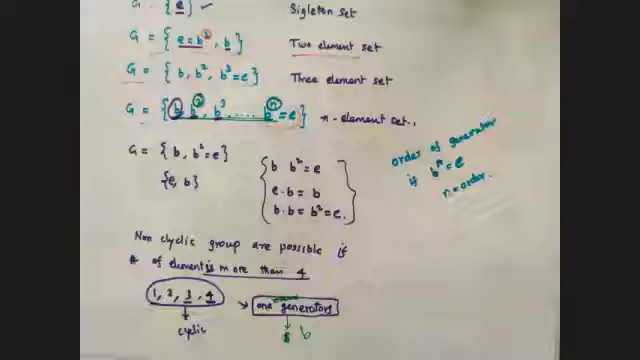 G = {e} ✓ Sigleton set
G = {e = b², b} Two element set
G = {b, b², b³ = e} Three element set
G = {b, b², b³, ..... bⁿ = e} n-element set.
G = {b, b² = e}
{e, b}
b b² = e
e·b = b
b·b = b² = e.
order of generator
is bⁿ = e
n = order.
Non cyclic group are possible if
# of element is more than 4
1, 2, 3, 4 → one generators
cyclic
b